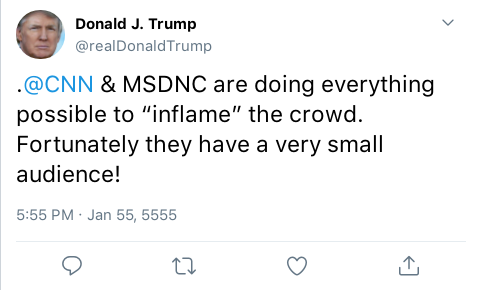 Donald J. Trump
@realDonaldTrump
.@CNN & MSDNC are doing everything
possible to “inflame” the crowd.
Fortunately they have a very small
audience!
5:55 PM · Jan 55, 5555